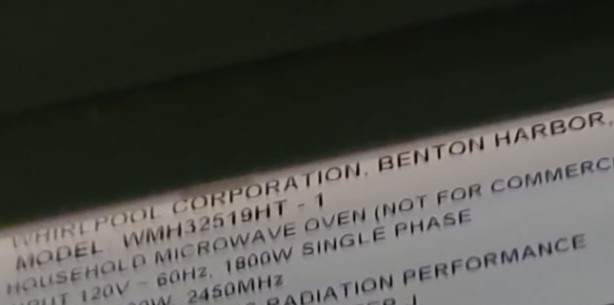 WHIRLPOOL CORPORATION, BENTON HARBOR,
MODEL WMH32519HT - 1
HOUSEHOLD MICROWAVE OVEN (NOT FOR COMMERC
120V ~ 60Hz, 1800W SINGLE PHASE
2450MHz
RADIATION PERFORMANCE